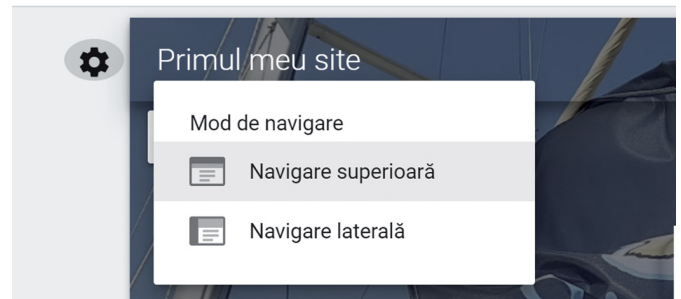 Primul meu site
Mod de navigare
Navigare superioară
Navigare laterală